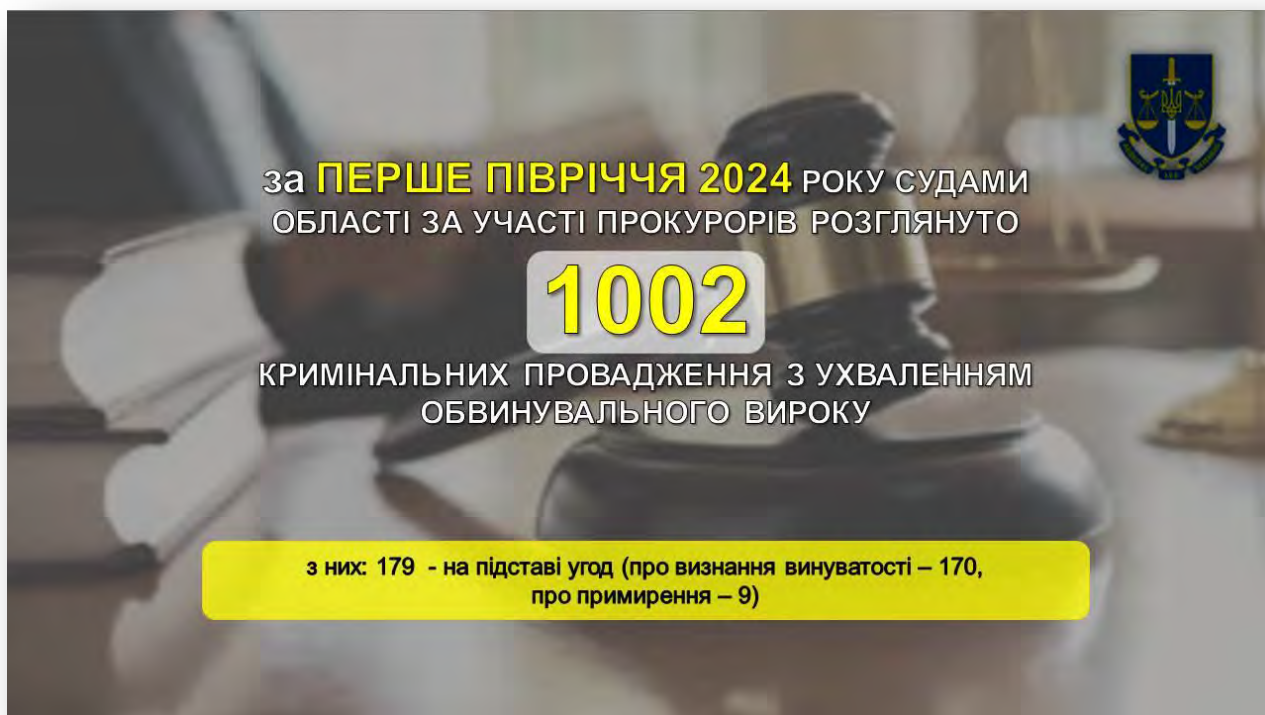 за ПЕРШЕ ПІВРІЧЧЯ 2024 РОКУ СУДАМИ
ОБЛАСТІ ЗА УЧАСТІ ПРОКУРОРІВ РОЗГЛЯНУТО
1002
КРИМІНАЛЬНИХ ПРОВАДЖЕННЯ З УХВАЛЕННЯМ
ОБВИНУВАЛЬНОГО ВИРОКУ
з них: 179 - на підставі угод (про визнання винуватості – 170,
про примирення – 9)